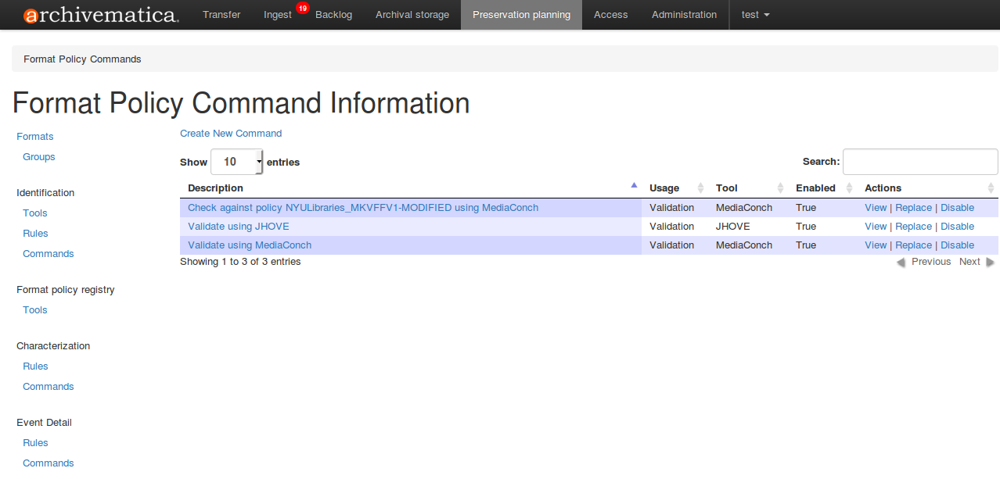 archivematica Transfer Ingest 19 Backlog Archival storage Preservation planning Access Administration test
Format Policy Commands
Format Policy Command Information
Formats
Groups
Identification
Tools
Rules
Commands
Format policy registry
Tools
Characterization
Rules
Commands
Event Detail
Rules
Commands
Create New Command
Show 10 entries Search:
Description Usage Tool Enabled Actions
Check against policy NYULibraries_MKVFFV1-MODIFIED using MediaConch Validation MediaConch True View | Replace | Disable
Validate using JHOVE Validation JHOVE True View | Replace | Disable
Validate using MediaConch Validation MediaConch True View | Replace | Disable
Showing 1 to 3 of 3 entries Previous Next